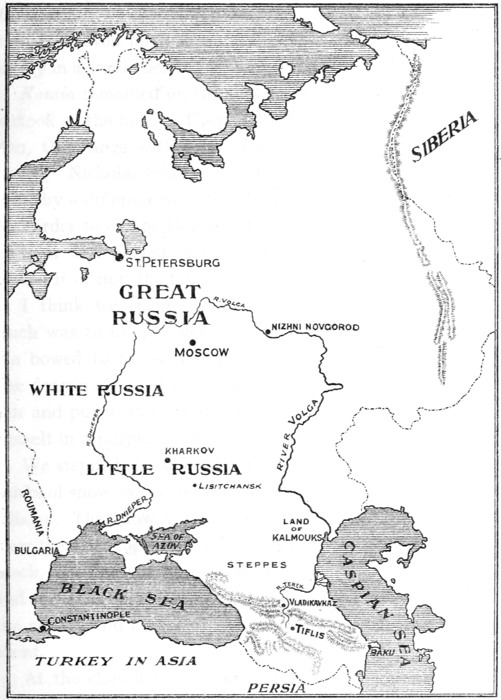 SIBERIA
ST. PETERSBURG
GREAT
RUSSIA
R. VOLGA
NIZHNI NOVGOROD
MOSCOW
WHITE RUSSIA
R. DNIEPER
RIVER VOLGA
KHARKOV
LITTLE RUSSIA
LISITCHANSK
ROUMANIA
R. DNIEPER
LAND
OF
KALMOUKS
BULGARIA
SEA OF
AZOV.
STEPPES
CASPIAN SEA
R. TEREK
BLACK SEA
VLADIKAVKAZ
CONSTANTINOPLE
TIFLIS
BAKU
TURKEY IN ASIA
PERSIA